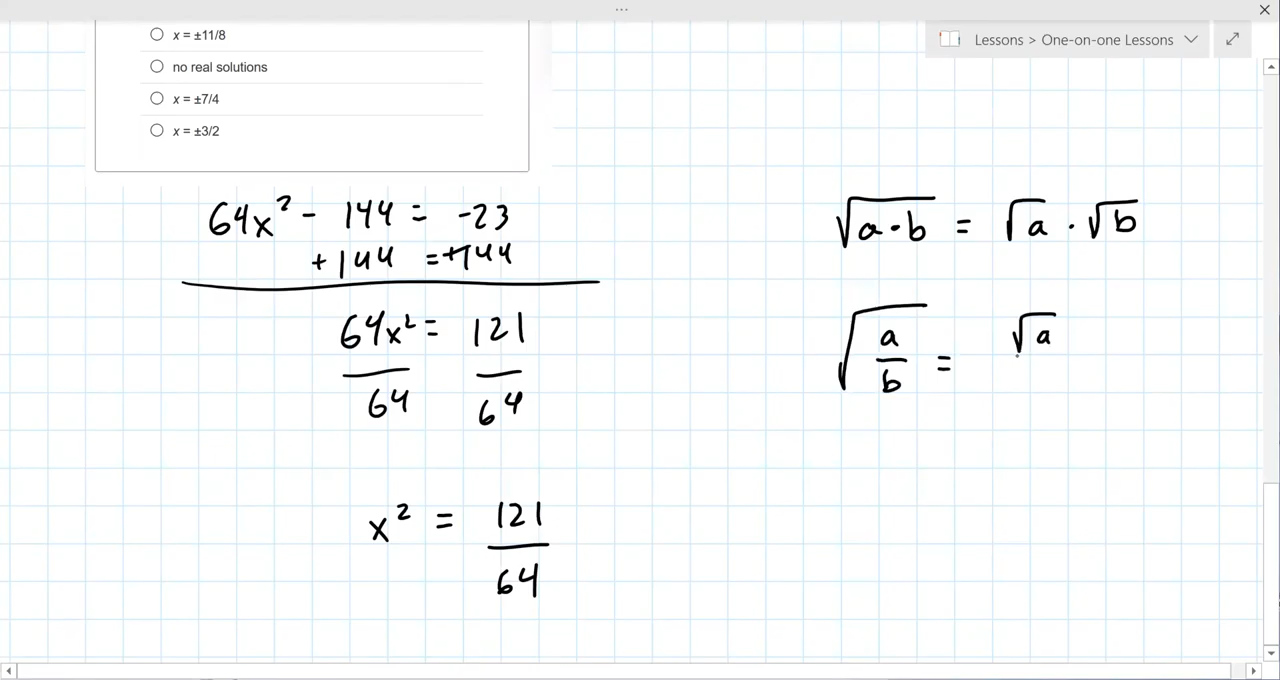 Lessons > One-on-one Lessons
x = ±11/8
no real solutions
x = ±7/4
x = ±3/2
64x² - 144 = -23
+144 = +144
64x² = 121
64 64
x² = 121/64
√(a·b) = √a · √b
√(a/b) = √a